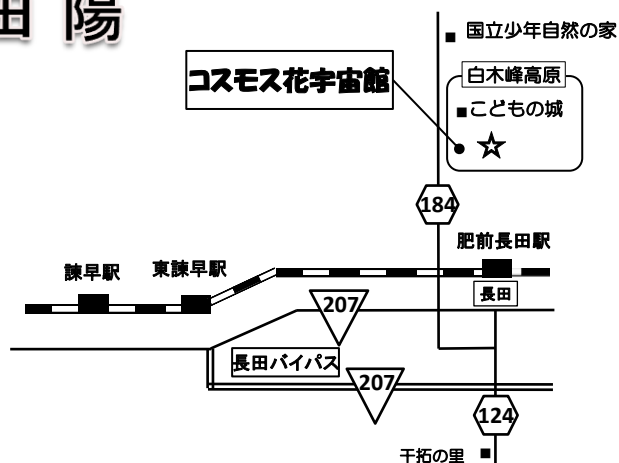 田 陽
国立少年自然の家
白木峰高原
コスモス花宇宙館
こどもの城
184
肥前長田駅
諫早駅
東諫早駅
長田
207
長田バイパス
207
124
干拓の里